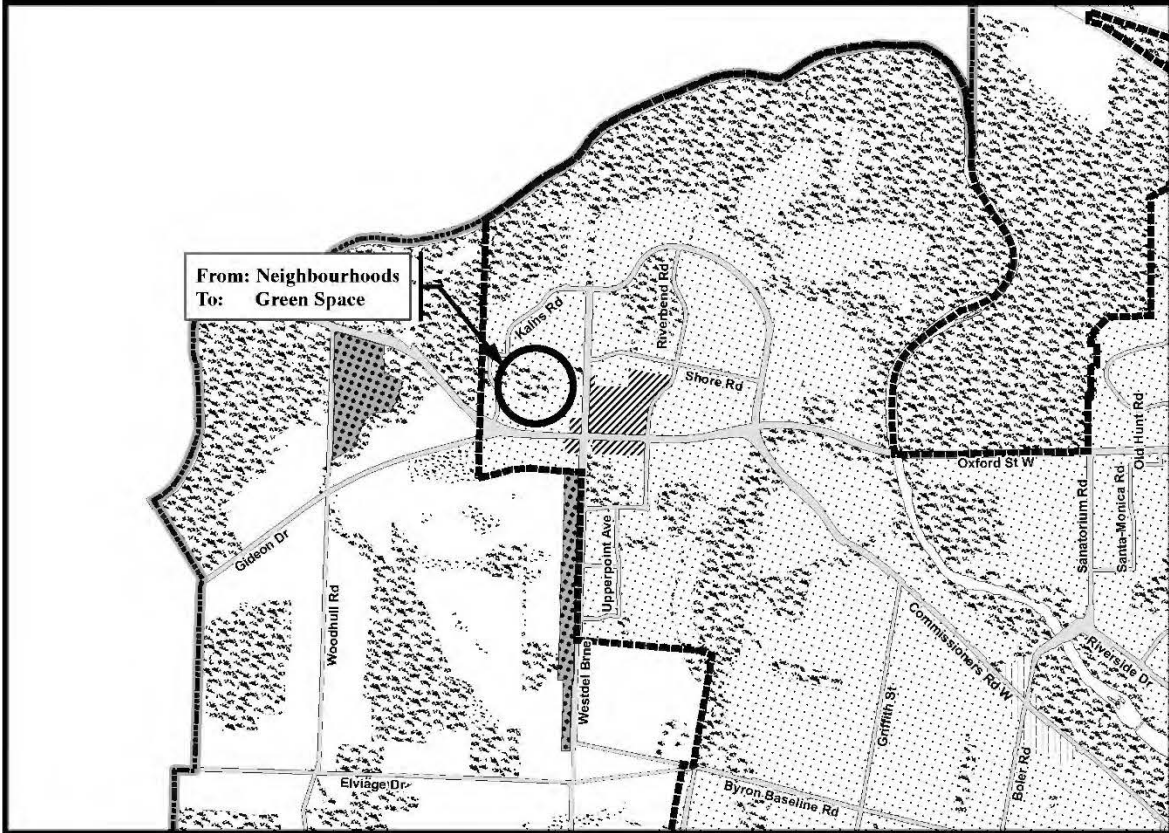 From: Neighbourhoods
To: Green Space
Kains Rd
Riverbend Rd
Shore Rd
Oxford St W
Old Hunt Rd
Sanatorium Rd
Santa-Monica Rd
Gideon Dr
Woodhull Rd
Upperpoint Ave
Westdel Brne
Commissioners Rd W
Riverside Dr
Griffith St
Boler Rd
Elviage Dr
Byron Baseline Rd